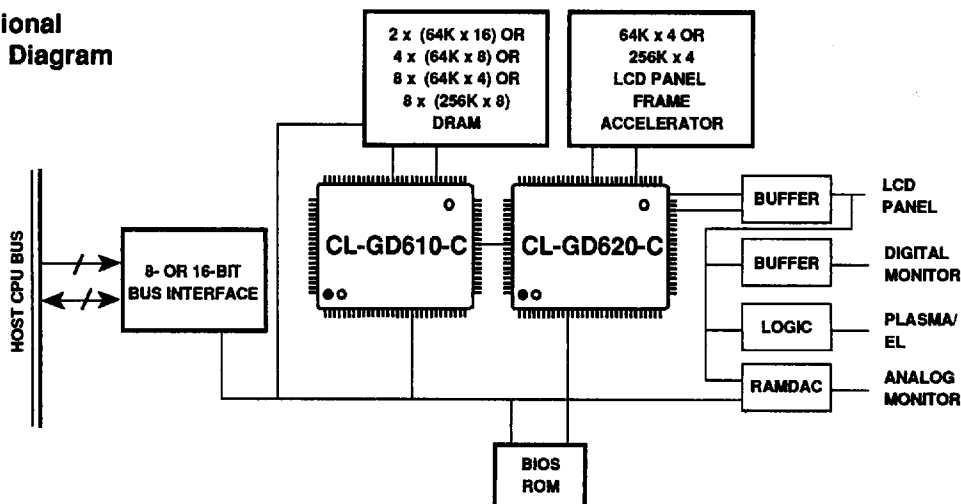 ional
Diagram
2 x (64K x 16) OR
4 x (64K x 8) OR
8 x (64K x 4) OR
8 x (256K x 8)
DRAM
64K x 4 OR
256K x 4
LCD PANEL
FRAME
ACCELERATOR
HOST CPU BUS
8- OR 16-BIT
BUS INTERFACE
CL-GD610-C
CL-GD620-C
BUFFER
LCD
PANEL
BUFFER
DIGITAL
MONITOR
LOGIC
PLASMA/
EL
RAMDAC
ANALOG
MONITOR
BIOS
ROM